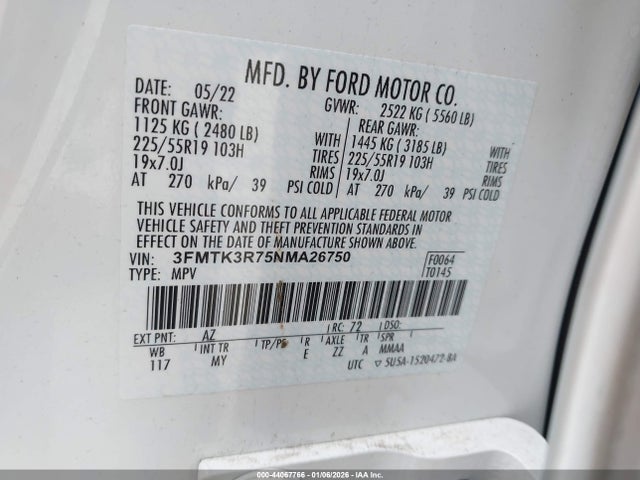 MFD. BY FORD MOTOR CO.
DATE: 05/22 GVWR: 2522 KG ( 5560 LB)
FRONT GAWR: REAR GAWR:
1125 KG ( 2480 LB) WITH 1445 KG ( 3185 LB) WITH
225/55R19 103H TIRES 225/55R19 103H TIRES
19x7.0J RIMS 19x7.0J RIMS
AT 270 kPa/ 39 PSI COLD AT 270 kPa/ 39 PSI COLD
THIS VEHICLE CONFORMS TO ALL APPLICABLE FEDERAL MOTOR
VEHICLE SAFETY AND THEFT PREVENTION STANDARDS IN
EFFECT ON THE DATE OF MANUFACTURE SHOWN ABOVE.
VIN: 3FMTK3R75NMA26750 F0064
TYPE: MPV T0145
EXT PNT: AZ RC: 72 DSO:
WB INT TR TP/PS R AXLE TR SPR
117 MY E ZZ A MMAA
UTC ▽ 5U5A-1520472-BA
000-44067766 - 01/06/2026 - IAAI.COM